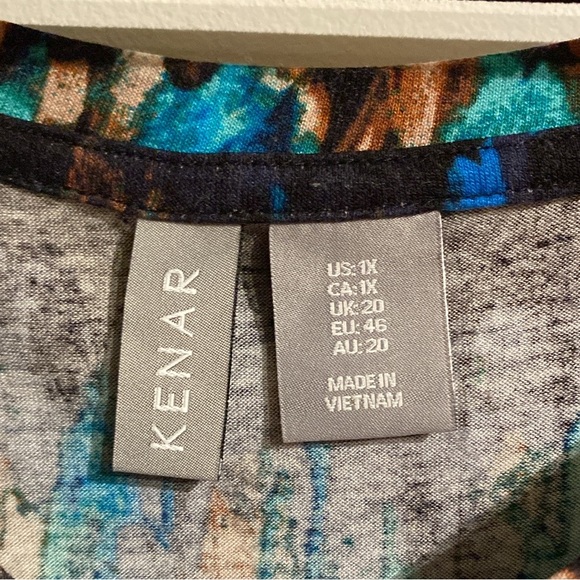 KENAR
US: 1X
CA: 1X
UK: 20
EU: 46
AU: 20
MADE IN
VIETNAM